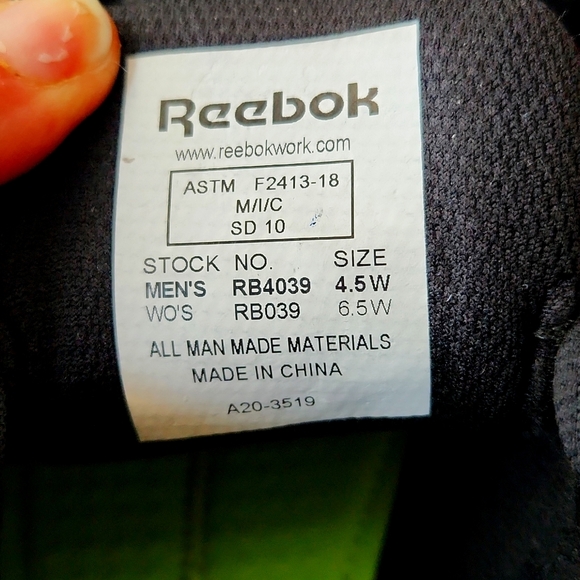 Reebok
www.reebokwork.com
ASTM F2413-18
M/I/C
SD 10
STOCK NO. SIZE
MEN'S RB4039 4.5W
WO'S RB039 6.5W
ALL MAN MADE MATERIALS
MADE IN CHINA
A20-3519